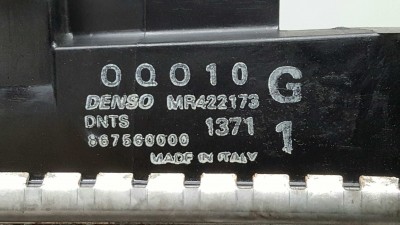 0Q010 G
DENSO MR422173
DNTS 1371 1
867560000
MADE IN ITALY